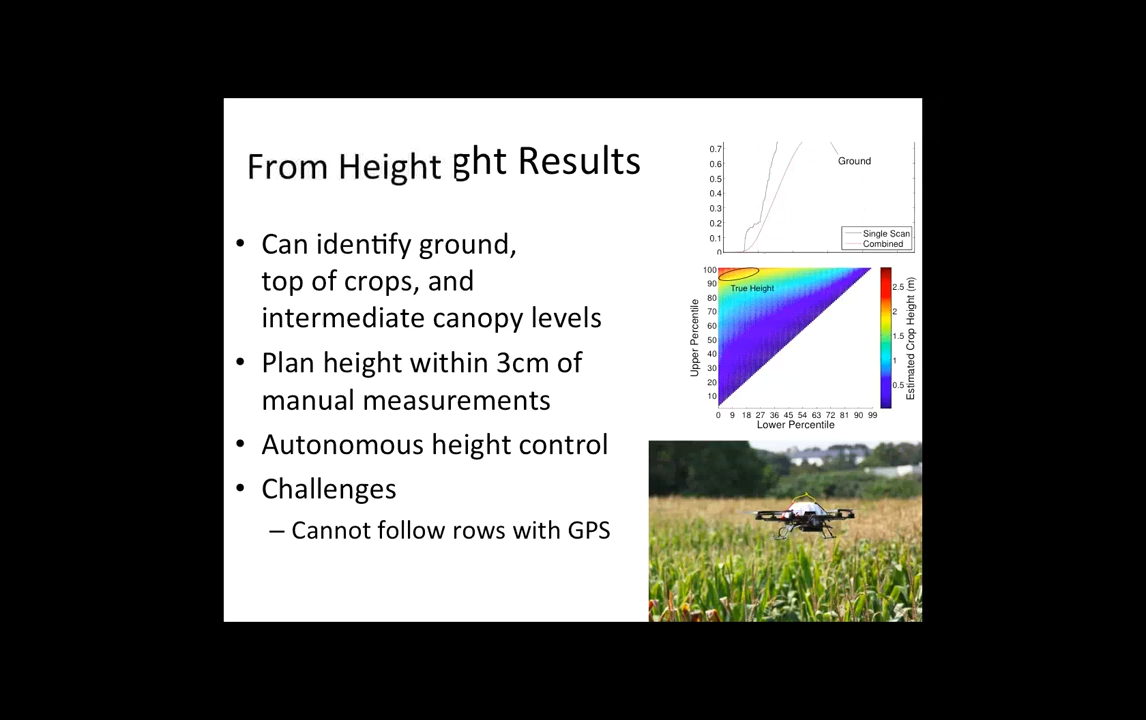 From Height ght Results
• Can identify ground,
top of crops, and
intermediate canopy levels
• Plan height within 3cm of
manual measurements
• Autonomous height control
• Challenges
– Cannot follow rows with GPS
0.7
0.6
0.5
0.4
0.3
0.2
0.1
0
Ground
Single Scan
Combined
100
90
80
70
60
50
40
30
20
10
Upper Percentile
True Height
0 9 18 27 36 45 54 63 72 81 90 99
Lower Percentile
2.5
2
1.5
1
0.5
Estimated Crop Height (m)